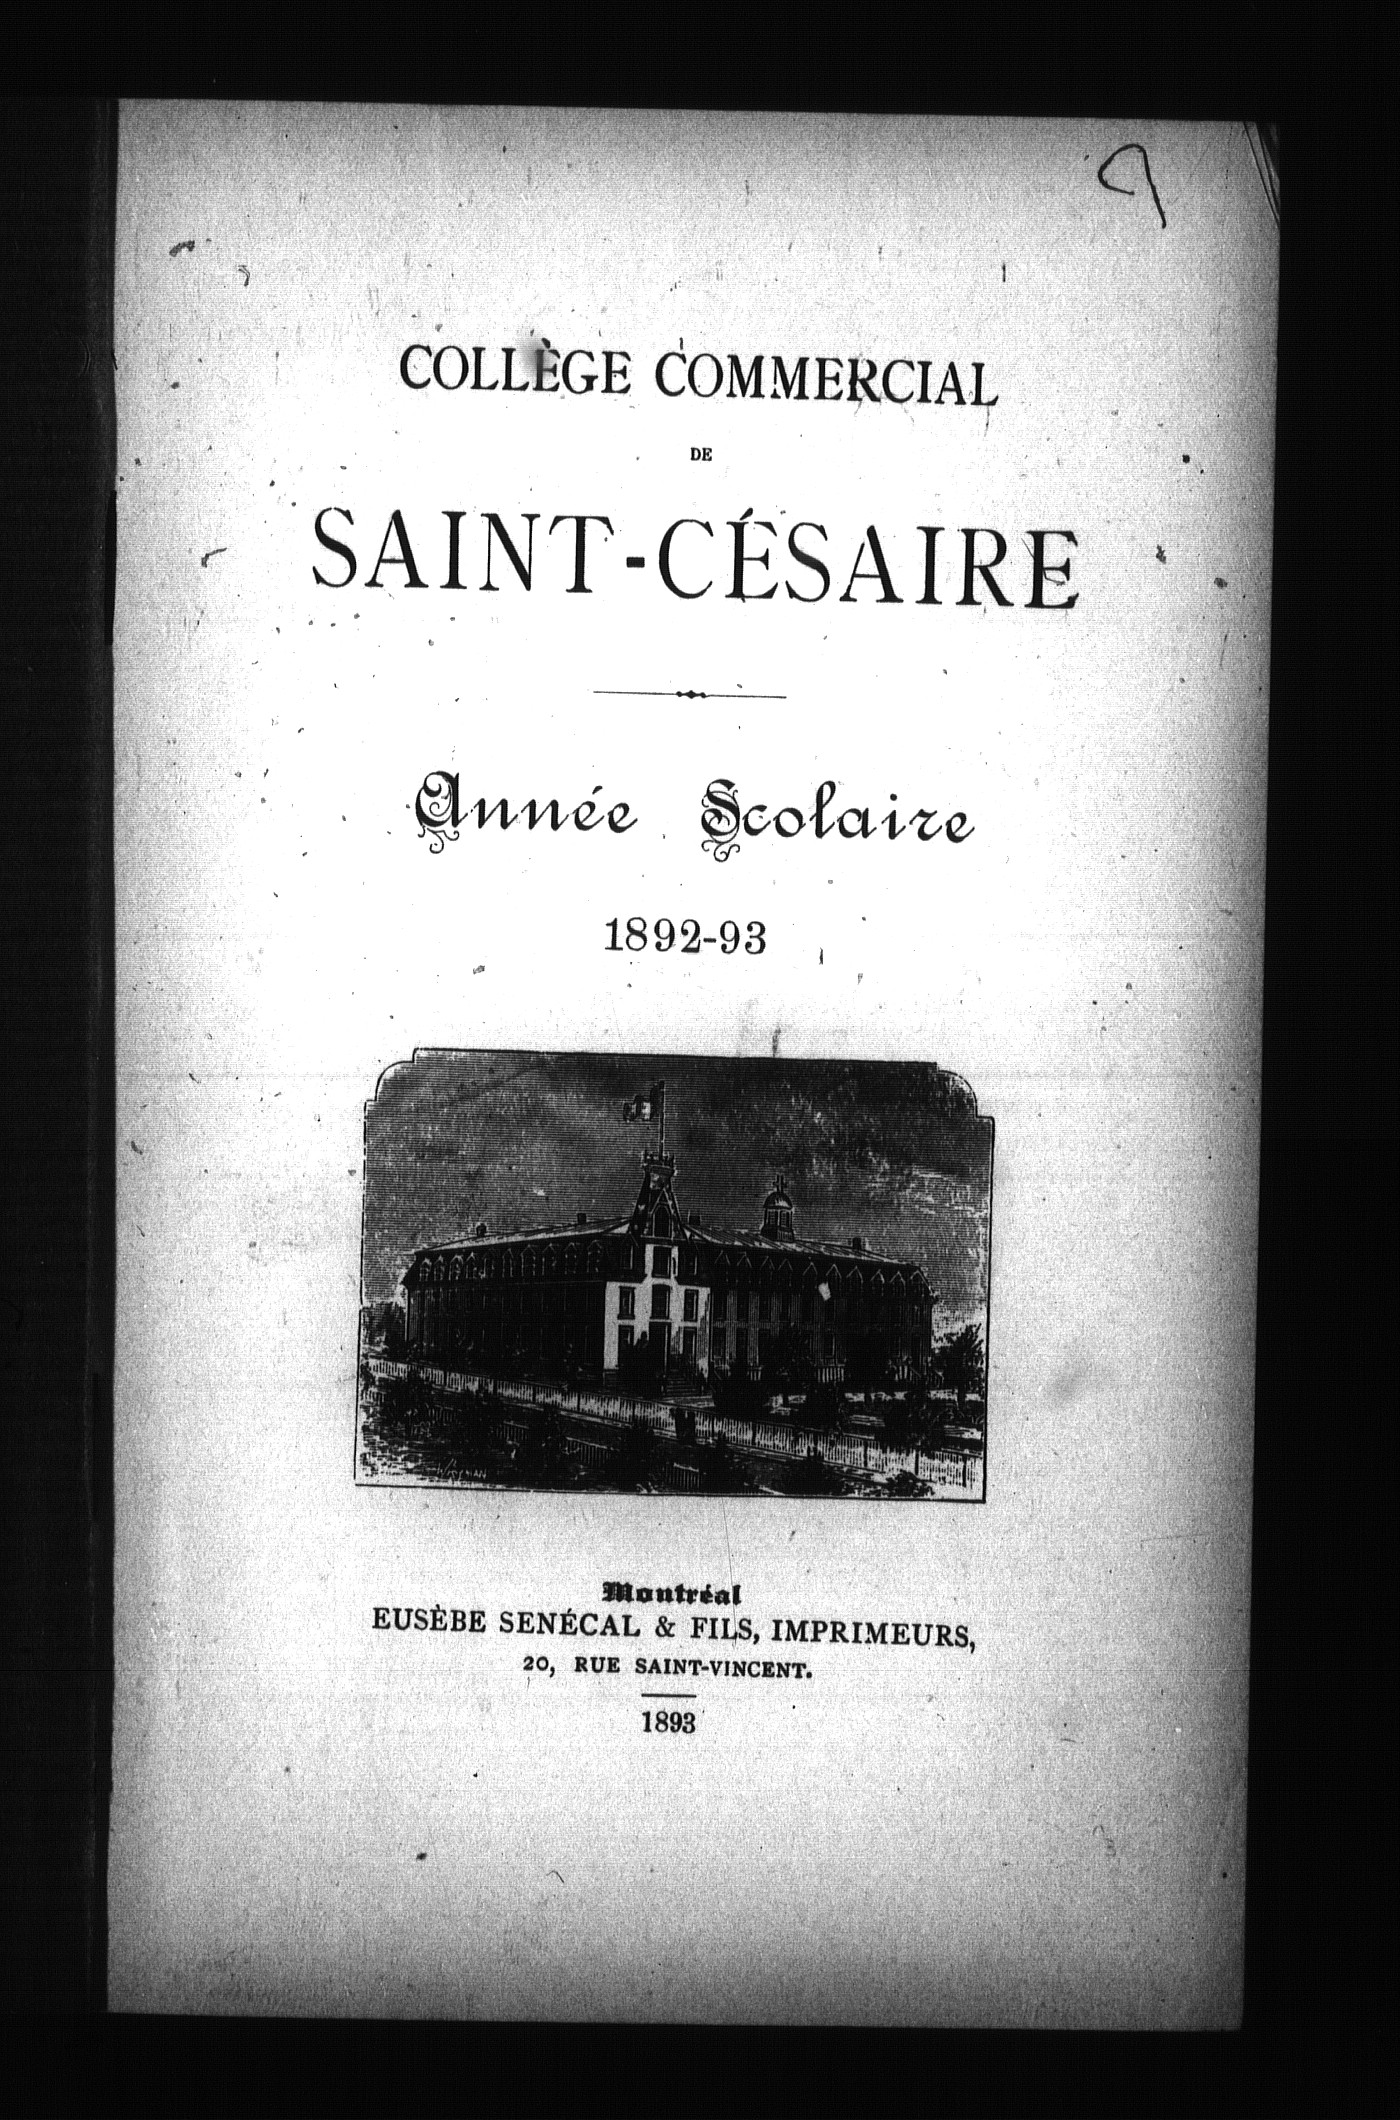 9
COLLÈGE COMMERCIAL
DE
SAINT-CÉSAIRE
Année Scolaire
1892-93
Montréal
EUSÈBE SENÉCAL & FILS, IMPRIMEURS,
20, RUE SAINT-VINCENT.
1893